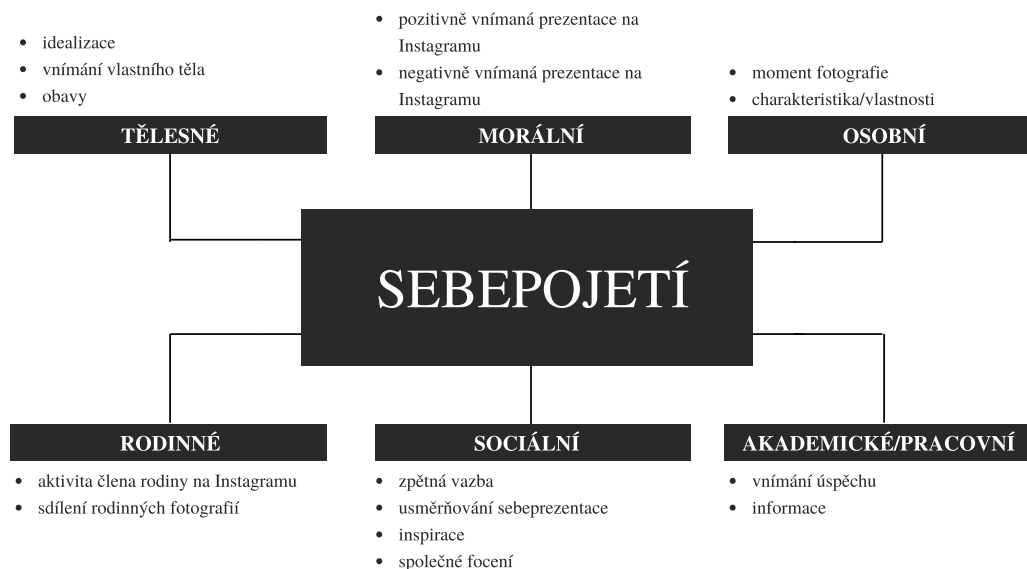 • idealizace
• vnímání vlastního těla
• obavy
TĚLESNÉ
• pozitivně vnímaná prezentace na
Instagramu
• negativně vnímaná prezentace na
Instagramu
MORÁLNÍ
• moment fotografie
• charakteristika/vlastnosti
OSOBNÍ
SEBEPOJETÍ
RODINNÉ
• aktivita člena rodiny na Instagramu
• sdílení rodinných fotografií
SOCIÁLNÍ
• zpětná vazba
• usměrňování sebeprezentace
• inspirace
• společné focení
AKADEMICKÉ/PRACOVNÍ
• vnímání úspěchu
• informace